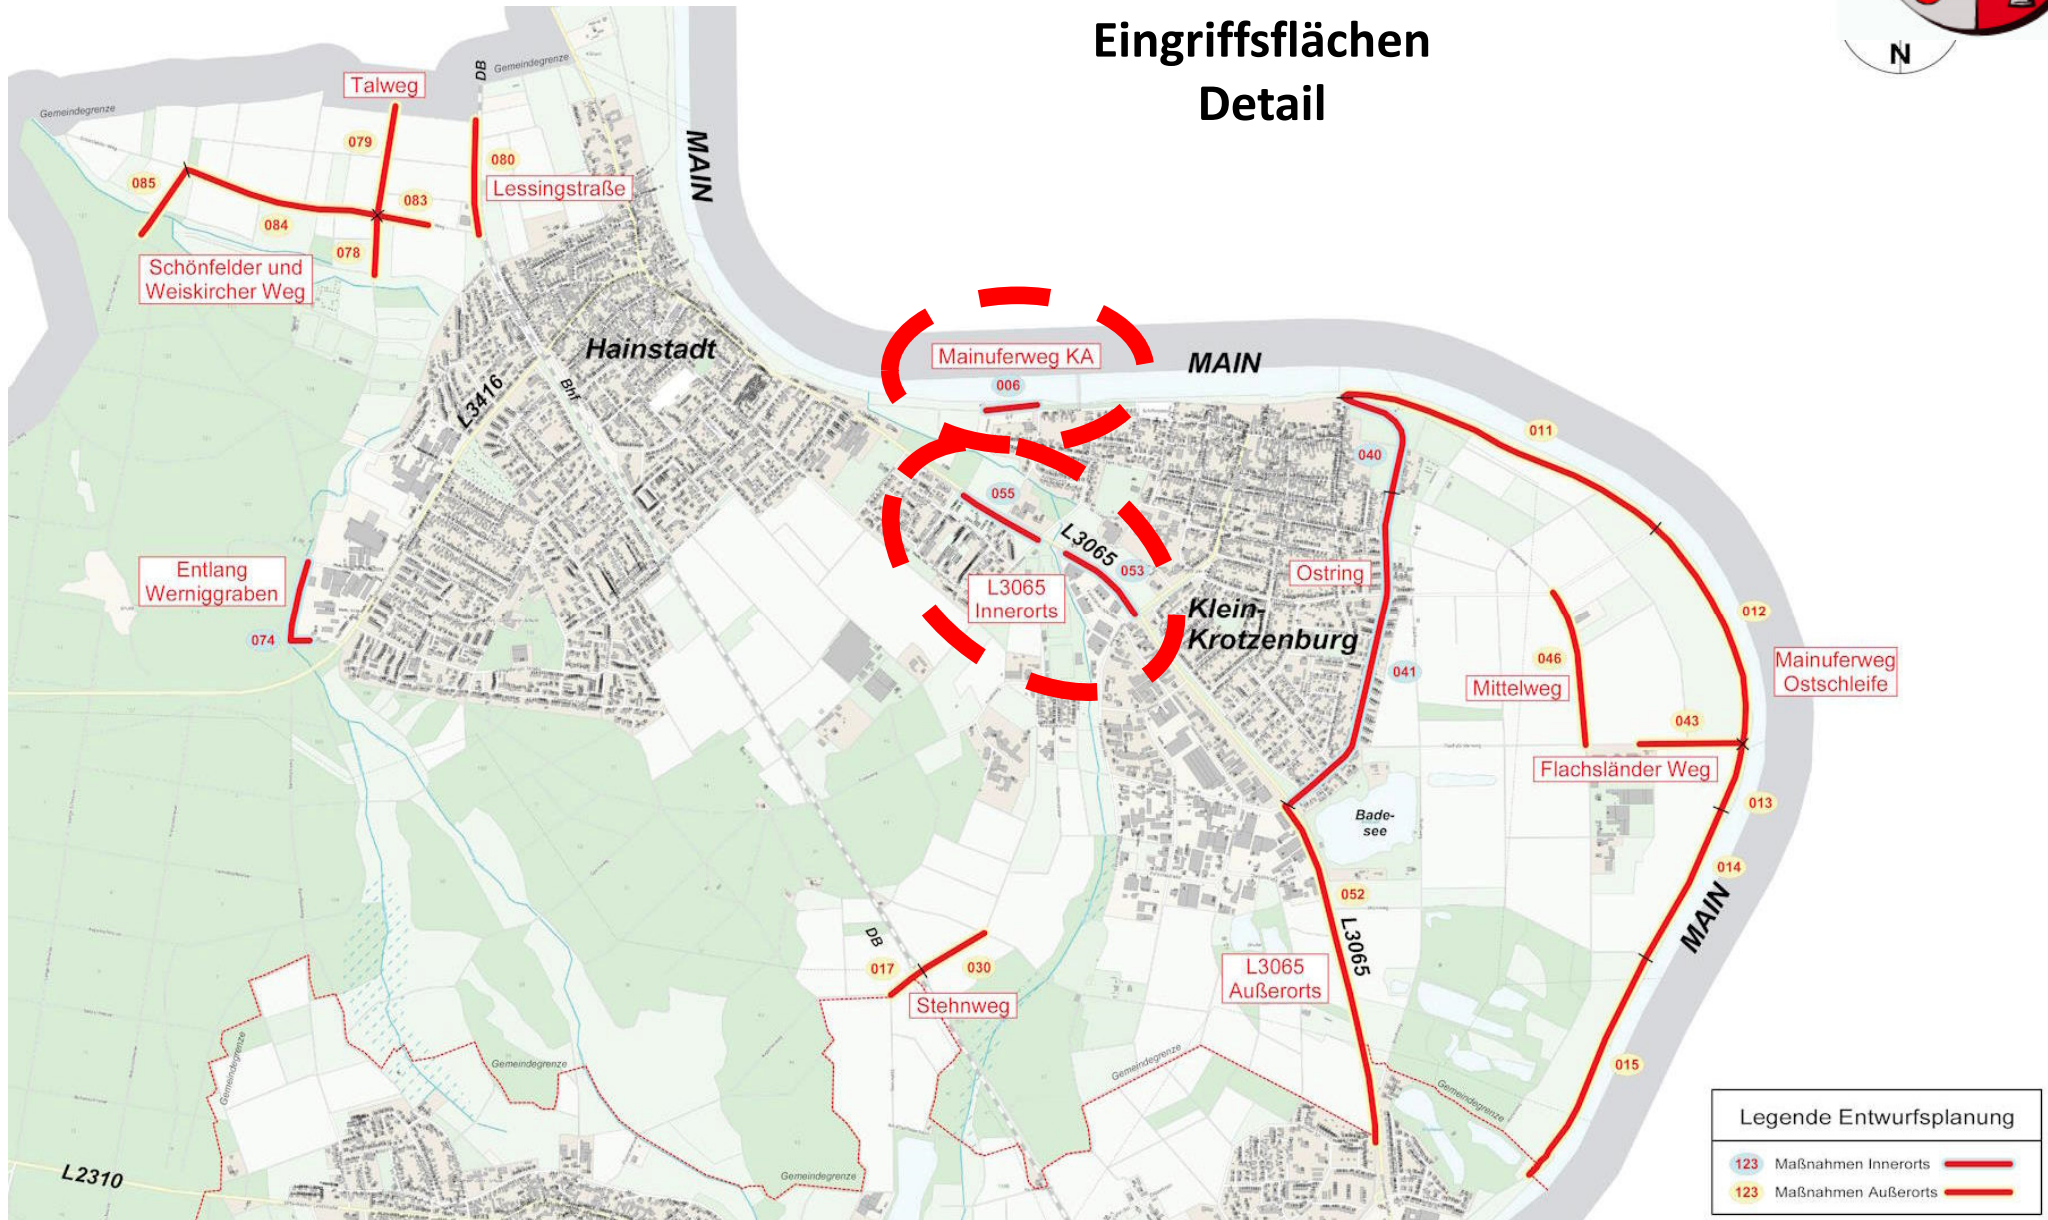 Eingriffsflächen
Detail
N
Gemeindegrenze
Talweg
DB
Gemeindegrenze
MAIN
079
080
085
Lessingstraße
083
084
078
Schönfelder und
Weiskircher Weg
Hainstadt
L3416
Bhf
Mainuferweg KA
006
MAIN
011
040
055
L3065
053
L3065
Innerorts
Ostring
Klein-
Krotzenburg
Entlang
Werniggraben
074
012
046
041
Mittelweg
Mainuferweg
Ostschleife
043
Flachsländer Weg
013
Bade-
see
014
052
MAIN
L3065
L3065
Außerorts
DB
017
030
Stehnweg
015
Gemeindegrenze
Gemeindegrenze
Gemeindegrenze
Gemeindegrenze
Gemeindegrenze
L2310
Legende Entwurfsplanung
123 Maßnahmen Innerorts
123 Maßnahmen Außerorts